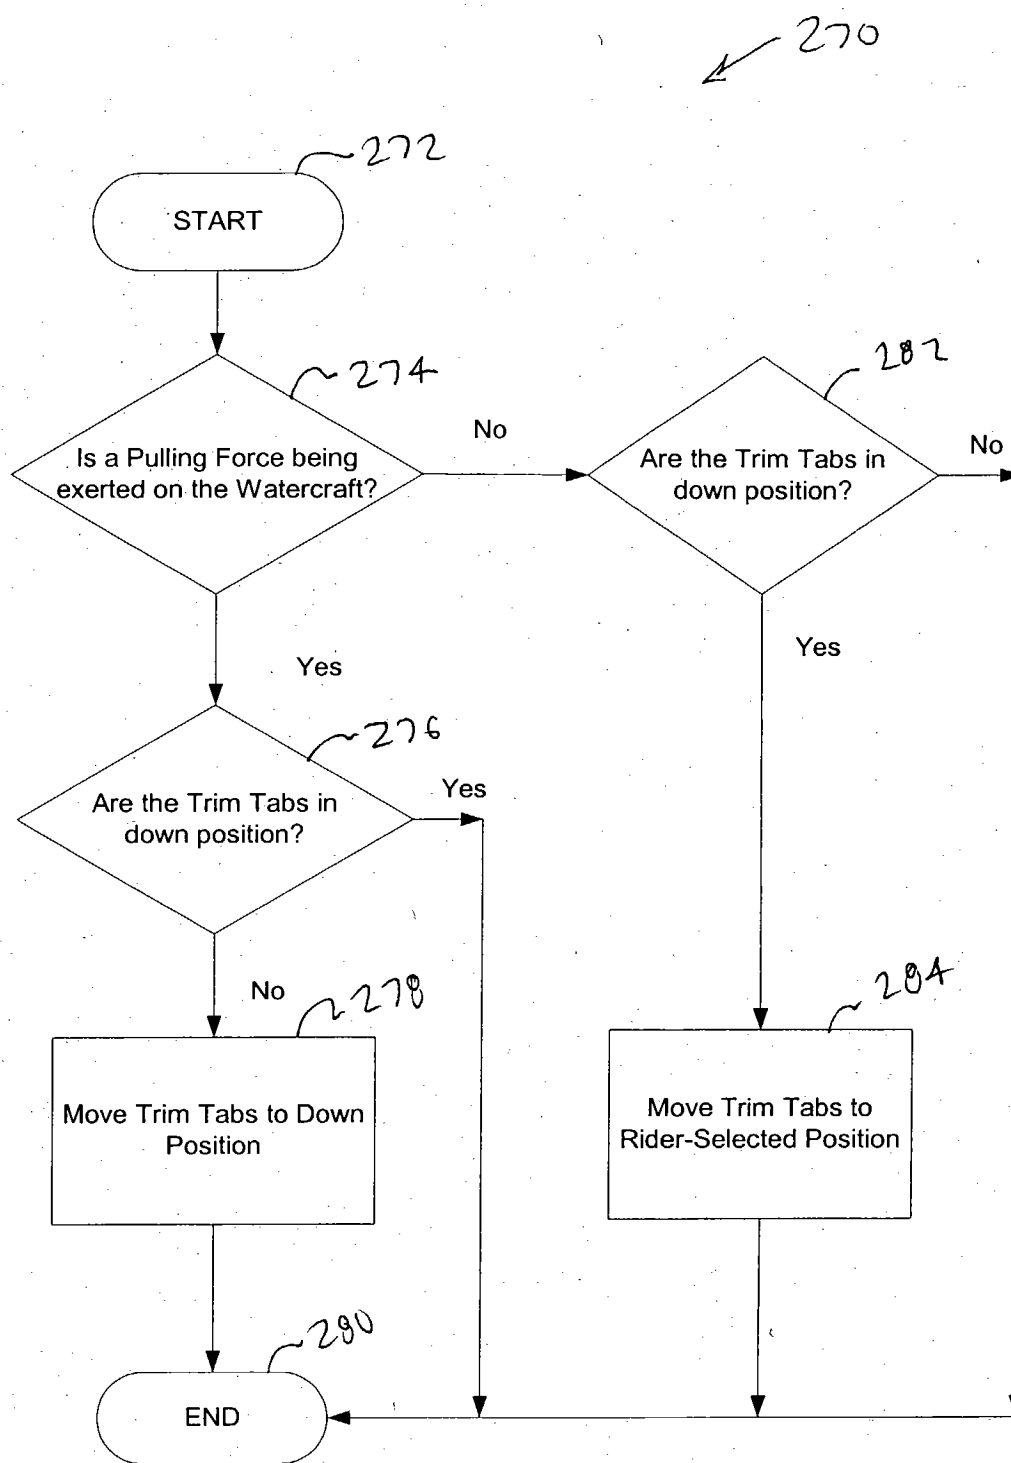 270
272
START
274
282
Is a Pulling Force being
exerted on the Watercraft?
No
Are the Trim Tabs in
down position?
No
Yes
Yes
276
Are the Trim Tabs in
down position?
Yes
No
278
284
Move Trim Tabs to Down
Position
Move Trim Tabs to
Rider-Selected Position
280
END